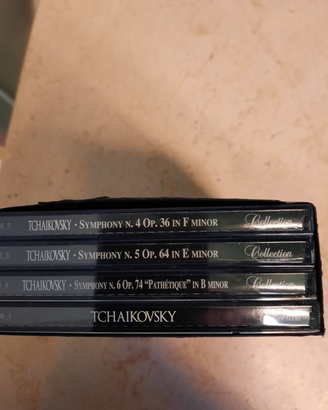 TCHAIKOVSKY · SYMPHONY N. 4 OP. 36 IN F MINOR Collection
TCHAIKOVSKY · SYMPHONY N. 5 OP. 64 IN E MINOR Collection
TCHAIKOVSKY · SYMPHONY N. 6 OP. 74 "PATHÉTIQUE" IN B MINOR Collection
TCHAIKOVSKY